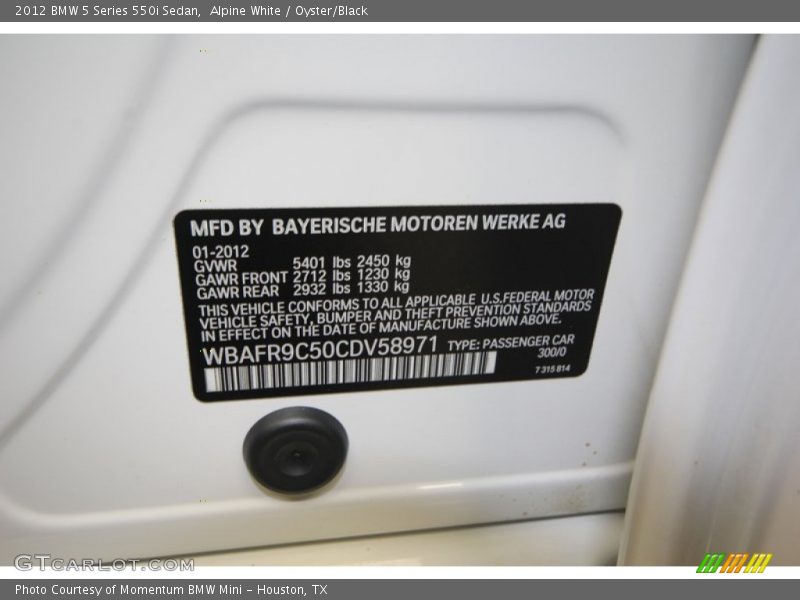 2012 BMW 5 Series 550i Sedan,  Alpine White / Oyster/Black
MFD BY BAYERISCHE MOTOREN WERKE AG
01-2012
GVWR 5401 lbs 2450 kg
GAWR FRONT 2712 lbs 1230 kg
GAWR REAR 2932 lbs 1330 kg
THIS VEHICLE CONFORMS TO ALL APPLICABLE U.S.FEDERAL MOTOR
VEHICLE SAFETY, BUMPER AND THEFT PREVENTION STANDARDS
IN EFFECT ON THE DATE OF MANUFACTURE SHOWN ABOVE.
WBAFR9C50CDV58971 TYPE: PASSENGER CAR
300/0
7 315 814
GTCARLOT.COM
Photo Courtesy of Momentum BMW Mini - Houston, TX